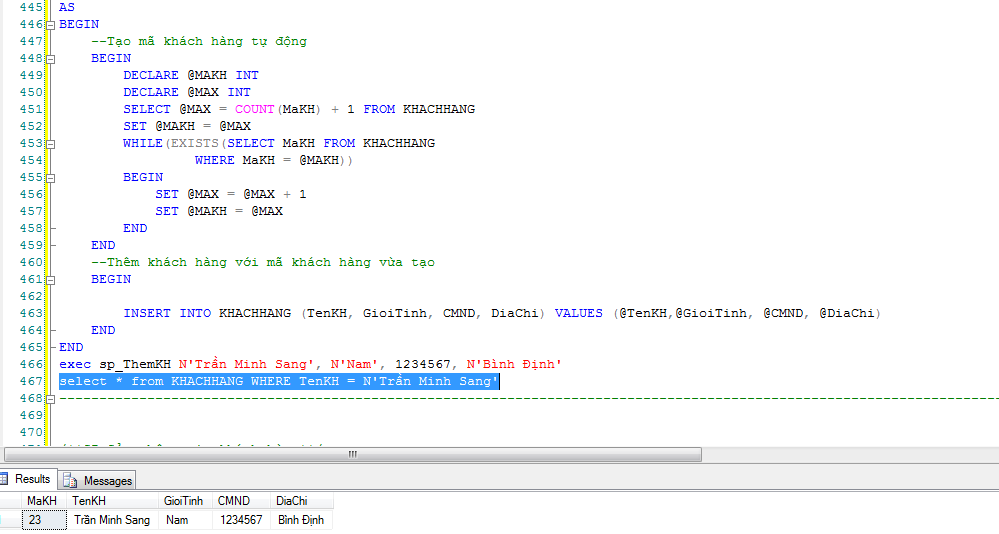 445 AS
446 BEGIN
447 --Tạo mã khách hàng tự động
448 BEGIN
449 DECLARE @MAKH INT
450 DECLARE @MAX INT
451 SELECT @MAX = COUNT(MaKH) + 1 FROM KHACHHANG
452 SET @MAKH = @MAX
453 WHILE(EXISTS(SELECT MaKH FROM KHACHHANG
454 WHERE MaKH = @MAKH))
455 BEGIN
456 SET @MAX = @MAX + 1
457 SET @MAKH = @MAX
458 END
459 END
460 --Thêm khách hàng với mã khách hàng vừa tạo
461 BEGIN
462
463 INSERT INTO KHACHHANG (TenKH, GioiTinh, CMND, DiaChi) VALUES (@TenKH,@GioiTinh, @CMND, @DiaChi)
464 END
465 END
466 exec sp_ThemKH N'Trần Minh Sang', N'Nam', 1234567, N'Bình Định'
467 select * from KHACHHANG WHERE TenKH = N'Trần Minh Sang'
468 ------------------------------------------------------------------------------------------------------------------------
469
470
Results Messages
MaKH TenKH GioiTinh CMND DiaChi
23 Trần Minh Sang Nam 1234567 Bình Định